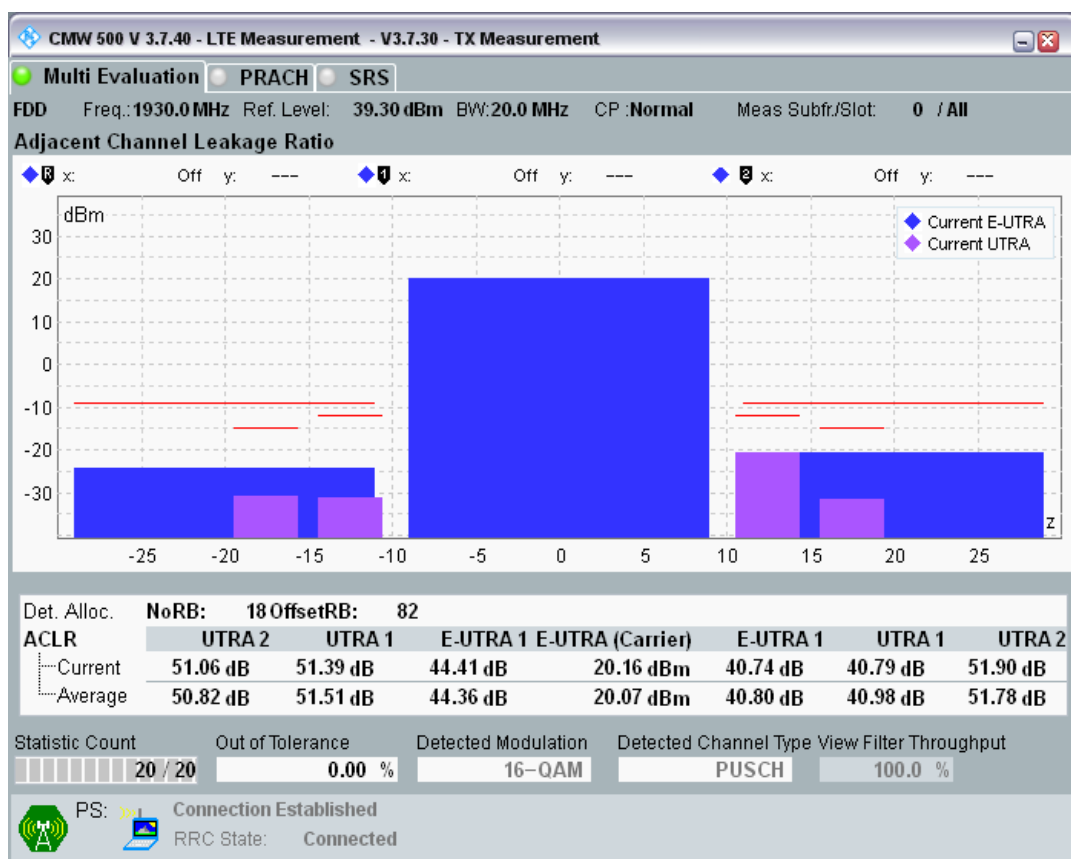 CMW 500 V 3.7.40 - LTE Measurement - V3.7.30 - TX Measurement
Multi Evaluation PRACH SRS
FDD Freq.: 1930.0 MHz Ref. Level: 39.30 dBm BW: 20.0 MHz CP : Normal Meas Subfr./Slot: 0 / All
Adjacent Channel Leakage Ratio
R x: Off y: --- 1 x: Off y: --- 2 x: Off y: ---
dBm
Current E-UTRA
Current UTRA
30
20
10
0
-10
-20
-30
z
-25 -20 -15 -10 -5 0 5 10 15 20 25
Det. Alloc. NoRB: 18 OffsetRB: 82
ACLR UTRA 2 UTRA 1 E-UTRA 1 E-UTRA (Carrier) E-UTRA 1 UTRA 1 UTRA 2
Current 51.06 dB 51.39 dB 44.41 dB 20.16 dBm 40.74 dB 40.79 dB 51.90 dB
Average 50.82 dB 51.51 dB 44.36 dB 20.07 dBm 40.80 dB 40.98 dB 51.78 dB
Statistic Count Out of Tolerance Detected Modulation Detected Channel Type View Filter Throughput
20 / 20 0.00 % 16-QAM PUSCH 100.0 %
PS: Connection Established
RRC State: Connected